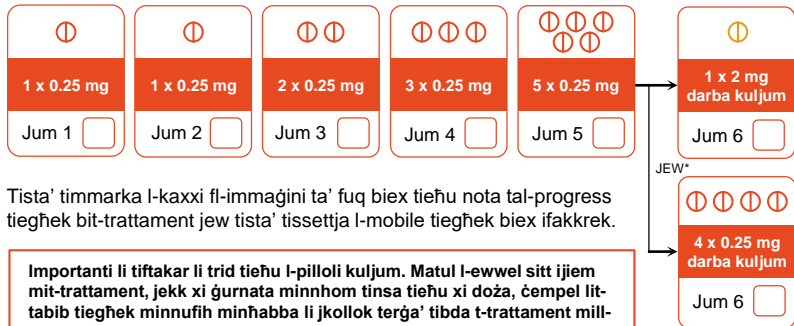 1 x 0.25 mg
1 x 0.25 mg
2 x 0.25 mg
3 x 0.25 mg
5 x 0.25 mg
1 x 2 mg
darba kuljum
Jum 1
Jum 2
Jum 3
Jum 4
Jum 5
Jum 6
JEW*
4 x 0.25 mg
darba kuljum
Jum 6
Tista' timmarka l-kaxxi fl-immaġini ta' fuq biex tieħu nota tal-progress
tiegħek bit-trattament jew tista' tissettja l-mobile tiegħek biex ifakkrek.
Importanti li tiftakar li trid tieħu l-pilloli kuljum. Matul l-ewwel sitt ijiem
mit-trattament, jekk xi ġurnata minnhom tinsa tieħu xi doża, ċempel lit-
tabib tiegħek minnufih minħabba li jkollok terġa' tibda t-trattament mill-